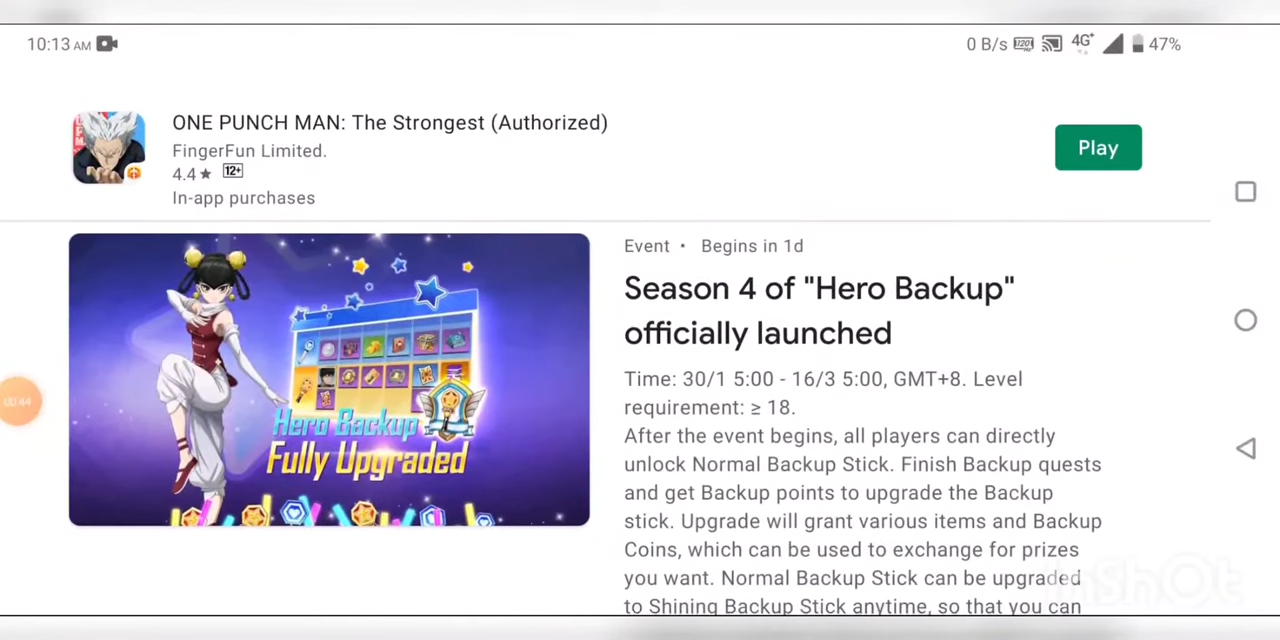 10:13 AM
0 B/s 120 4G+ 47%
ONE PUNCH MAN: The Strongest (Authorized)
FingerFun Limited.
4.4★ 12+
In-app purchases
Play
Event • Begins in 1d
Season 4 of "Hero Backup"
officially launched
Time: 30/1 5:00 - 16/3 5:00, GMT+8. Level
requirement: ≥ 18.
After the event begins, all players can directly
unlock Normal Backup Stick. Finish Backup quests
and get Backup points to upgrade the Backup
stick. Upgrade will grant various items and Backup
Coins, which can be used to exchange for prizes
you want. Normal Backup Stick can be upgraded
to Shining Backup Stick anytime, so that you can
Hero Backup
Fully Upgraded
00:44
InShOt